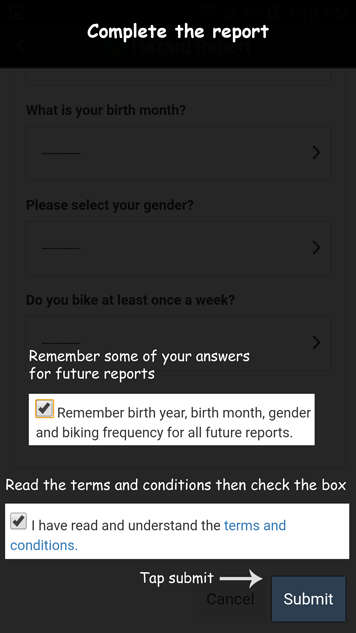 Complete the report
Hazard Report
What is your birth month?
---------
Please select your gender?
---------
Do you bike at least once a week?
---------
Remember some of your answers
for future reports
Remember birth year, birth month, gender
and biking frequency for all future reports.
Read the terms and conditions then check the box
I have read and understand the terms and
conditions.
Tap submit
Cancel
Submit